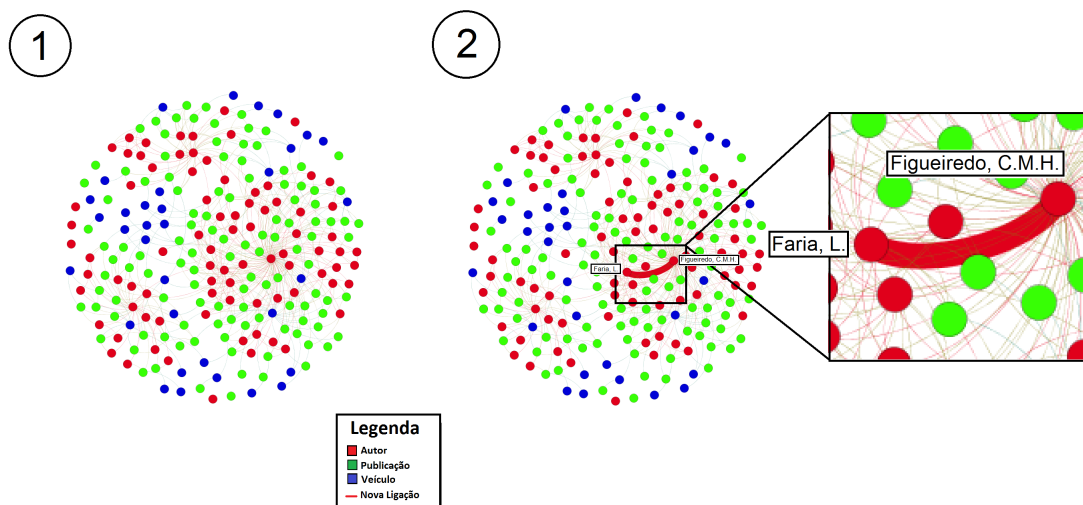 1
2
Faria, L.
Figueiredo, C.M.H.
Figueiredo, C.M.H.
Faria, L.
Legenda
Autor
Publicação
Veículo
Nova Ligação